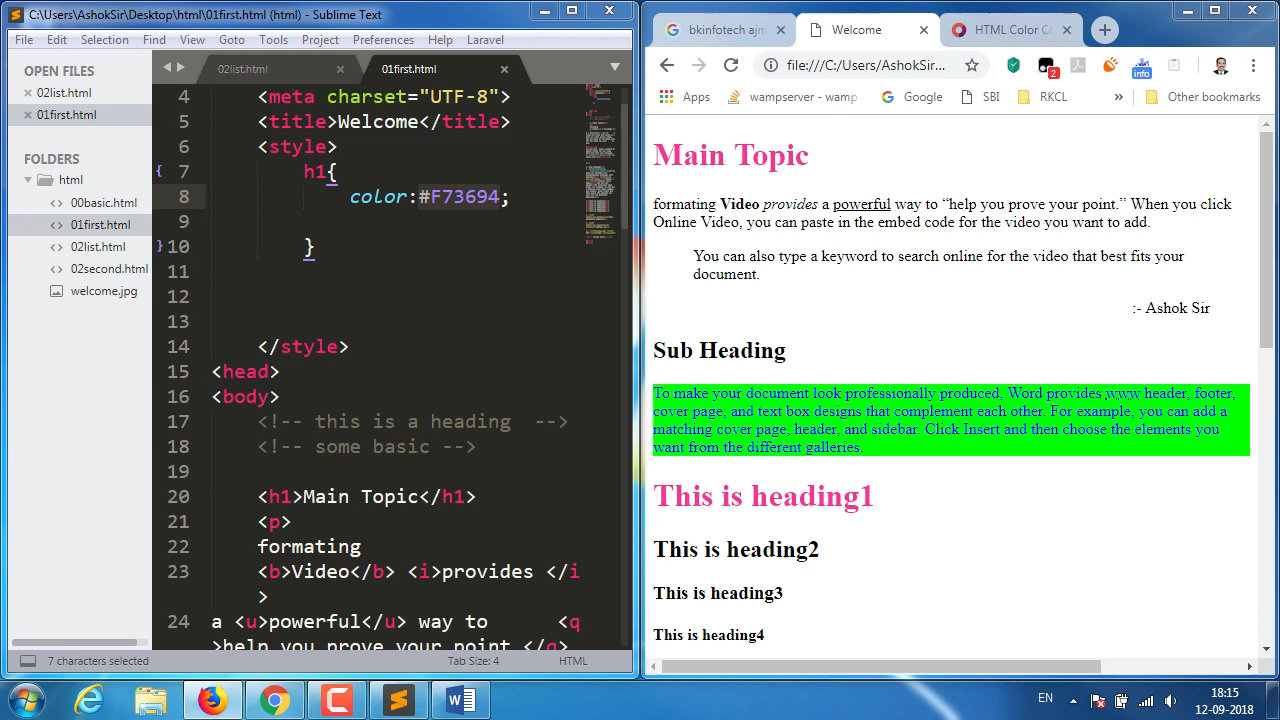 C:\Users\AshokSir\Desktop\html\01first.html (html) - Sublime Text
File Edit Selection Find View Goto Tools Project Preferences Help Laravel
OPEN FILES
02list.html
01first.html
FOLDERS
html
00basic.html
01first.html
02list.html
02second.html
welcome.jpg
02list.html
01first.html
4 <meta charset="UTF-8">
5 <title>Welcome</title>
6 <style>
{ 7 h1{
8 color:#F73694;
9
} 10 }
11
12
13
14 </style>
15 <head>
16 <body>
17 <!-- this is a heading -->
18 <!-- some basic -->
19
20 <h1>Main Topic</h1>
21 <p>
22 formating
23 <b>Video</b> <i>provides </i
>
24 a <u>powerful</u> way to <q
>help you prove your point.</q>
7 characters selected
Tab Size: 4
HTML
bkinfotech ajm
Welcome
HTML Color Co
file:///C:/Users/AshokSir...
2
info
Apps
wampserver - wamp
Google
SBI
RKCL
»
Other bookmarks
Main Topic
formating Video provides a powerful way to “help you prove your point.” When you click
Online Video, you can paste in the embed code for the video you want to add.
You can also type a keyword to search online for the video that best fits your
document.
:- Ashok Sir
Sub Heading
To make your document look professionally produced, Word provides www header, footer,
cover page, and text box designs that complement each other. For example, you can add a
matching cover page, header, and sidebar. Click Insert and then choose the elements you
want from the different galleries.
This is heading1
This is heading2
This is heading3
This is heading4
EN
18:15
12-09-2018